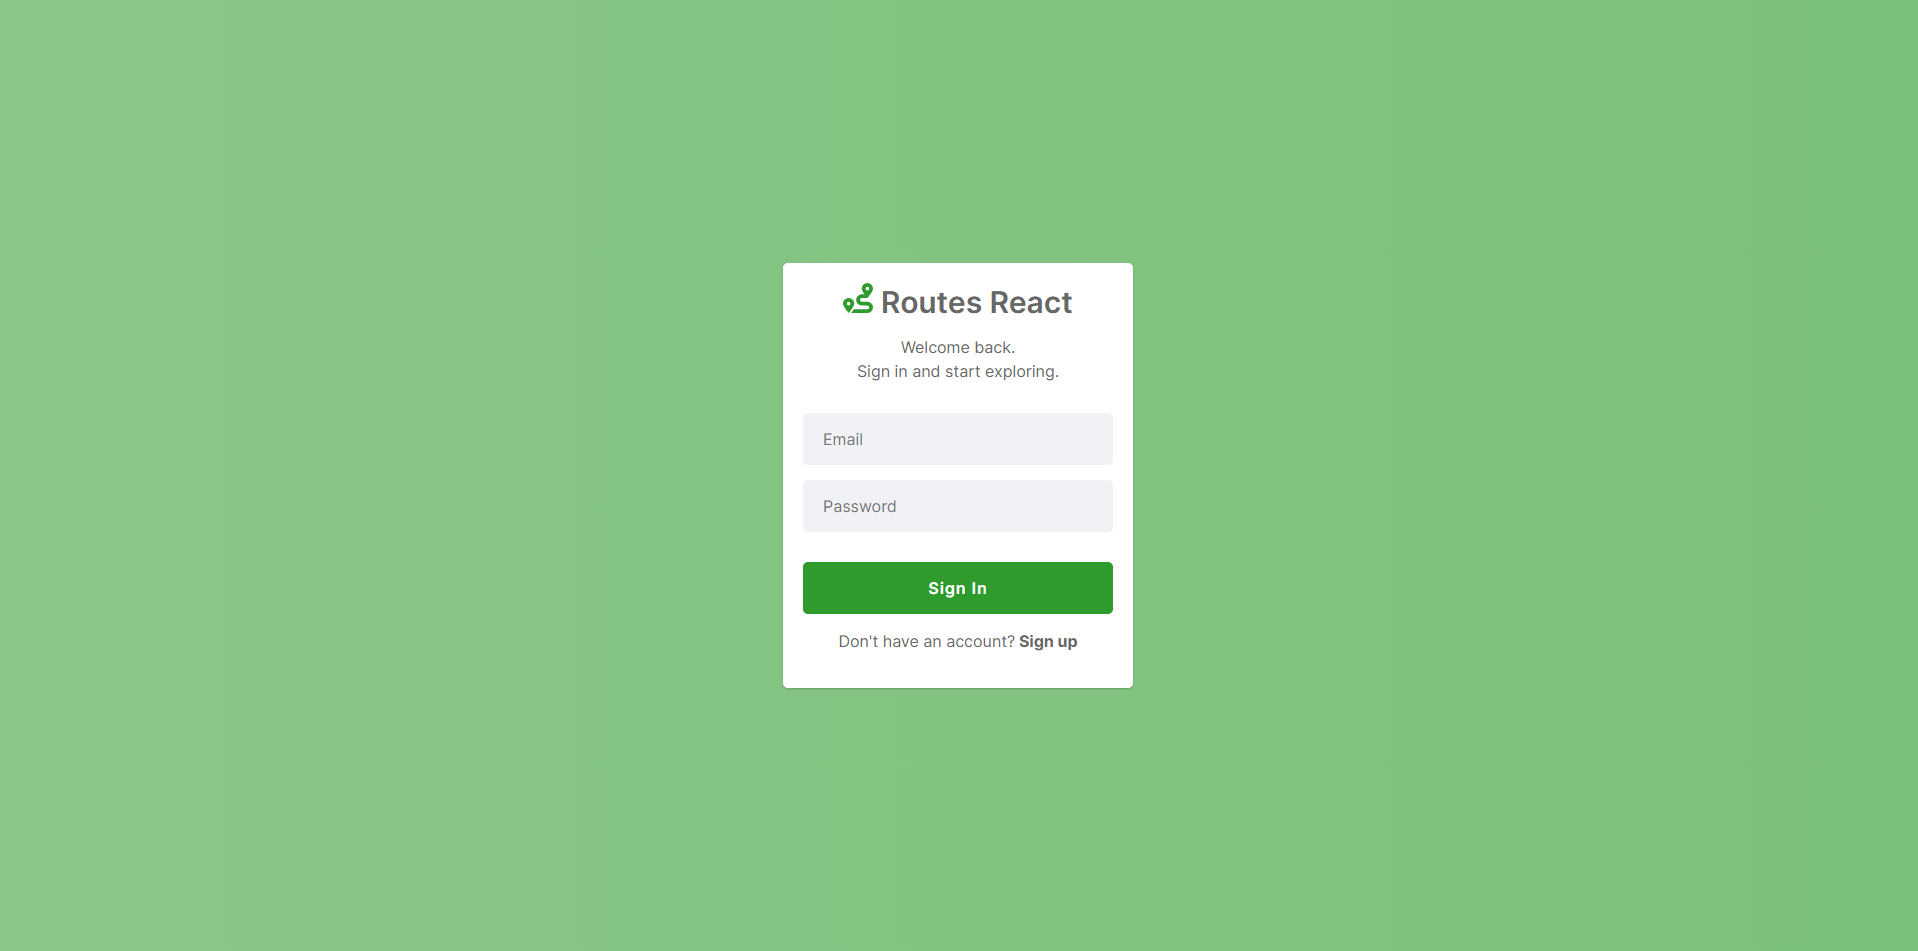 Routes React
Welcome back.
Sign in and start exploring.
Email
Password
Sign In
Don't have an account? Sign up